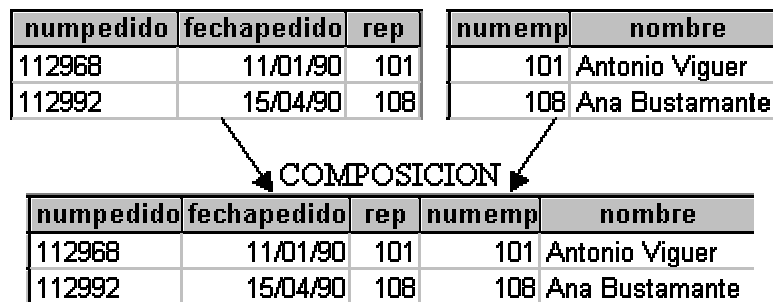 numpedido fechapedido rep numemp nombre
112968 11/01/90 101 101 Antonio Viguer
112992 15/04/90 108 108 Ana Bustamante
COMPOSICION
numpedido fechapedido rep numemp nombre
112968 11/01/90 101 101 Antonio Viguer
112992 15/04/90 108 108 Ana Bustamante